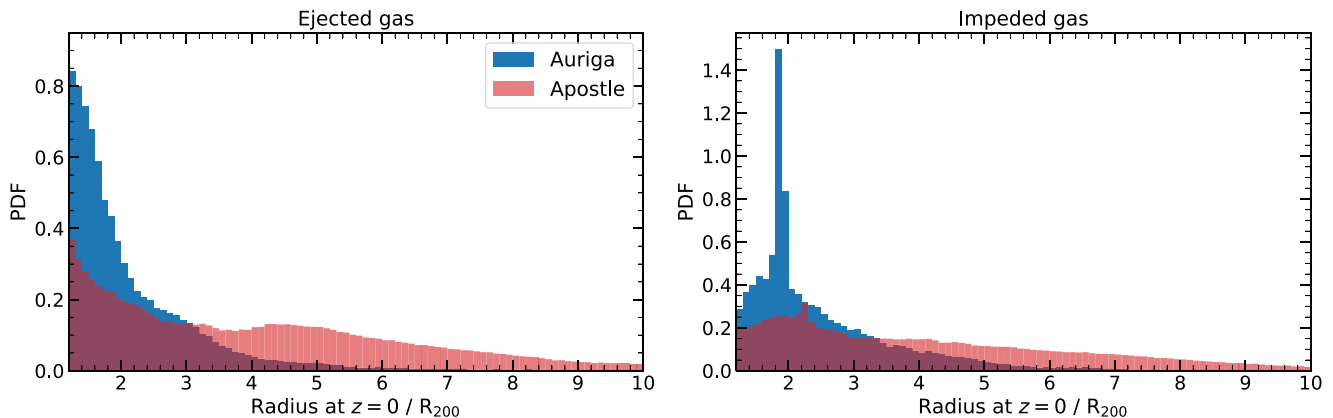 Ejected gas
Auriga
Apostle
PDF
0.8
0.6
0.4
0.2
0.0
2 3 4 5 6 7 8 9 10
Radius at z = 0 / R200
Impeded gas
PDF
1.4
1.2
1.0
0.8
0.6
0.4
0.2
0.0
2 3 4 5 6 7 8 9 10
Radius at z = 0 / R200